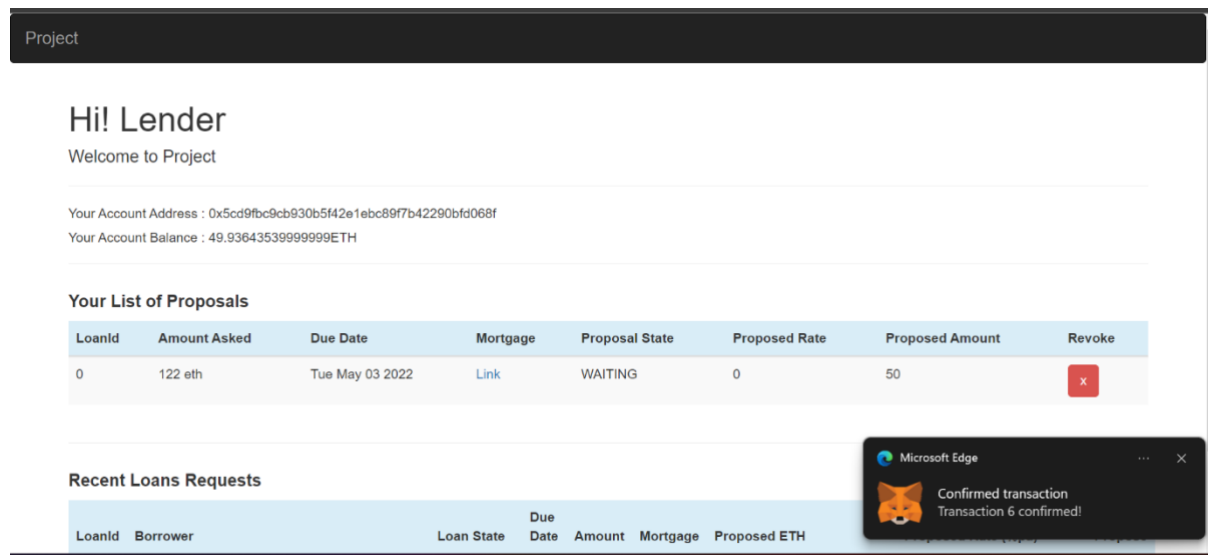 Project
Hi! Lender
Welcome to Project
Your Account Address : 0x5cd9fbc9cb930b5f42e1ebc89f7b42290bfd068f
Your Account Balance : 49.93643539999999ETH
Your List of Proposals
LoanId Amount Asked Due Date Mortgage Proposal State Proposed Rate Proposed Amount Revoke
0 122 eth Tue May 03 2022 Link WAITING 0 50 x
Recent Loans Requests
LoanId Borrower Loan State Due Date Amount Mortgage Proposed ETH
Microsoft Edge
Confirmed transaction
Transaction 6 confirmed!